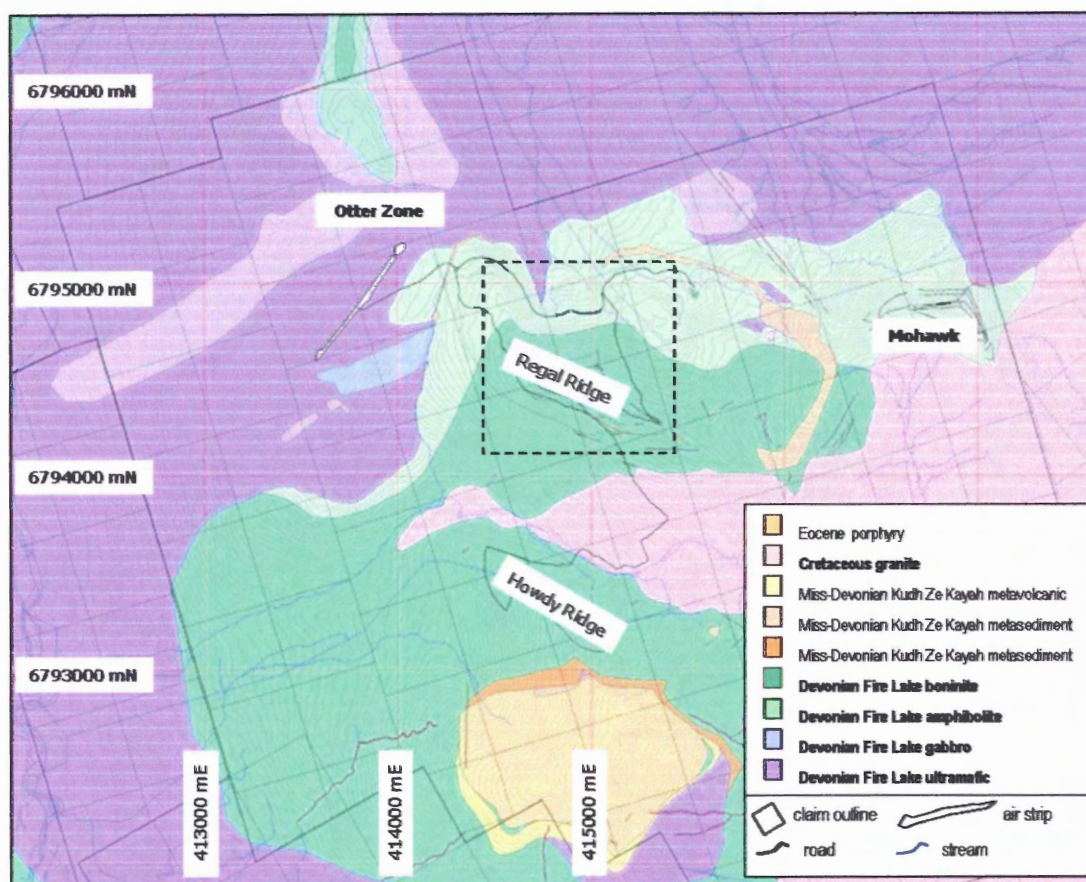 6796000 mN
Otter Zone
6795000 mN
Mohawk
Regal Ridge
6794000 mN
Howdy Ridge
6793000 mN
413000 mE
414000 mE
415000 mE
Eocene porphyry
Cretaceous granite
Miss-Devonian Kudh Ze Kayah metavolcanic
Miss-Devonian Kudh Ze Kayah metasediment
Miss-Devonian Kudh Ze Kayah metasediment
Devonian Fire Lake boninite
Devonian Fire Lake amphibolite
Devonian Fire Lake gabbro
Devonian Fire Lake ultramafic
claim outline
air strip
road
stream